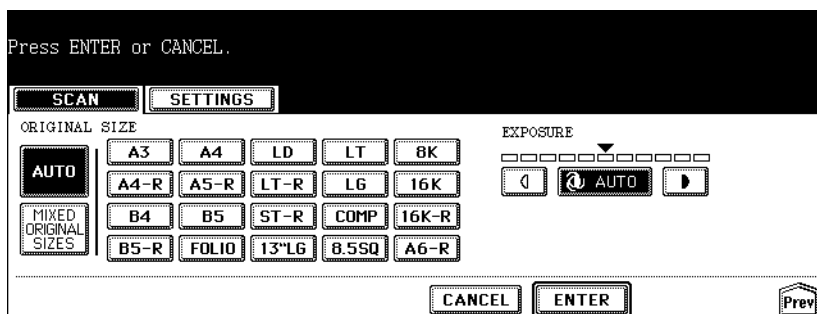 Press ENTER or CANCEL.
SCAN SETTINGS
ORIGINAL SIZE
AUTO
MIXED
ORIGINAL
SIZES
A3 A4 LD LT 8K
A4-R A5-R LT-R LG 16K
B4 B5 ST-R COMP 16K-R
B5-R FOLIO 13"LG 8.5SQ A6-R
EXPOSURE
AUTO
CANCEL ENTER
Prev